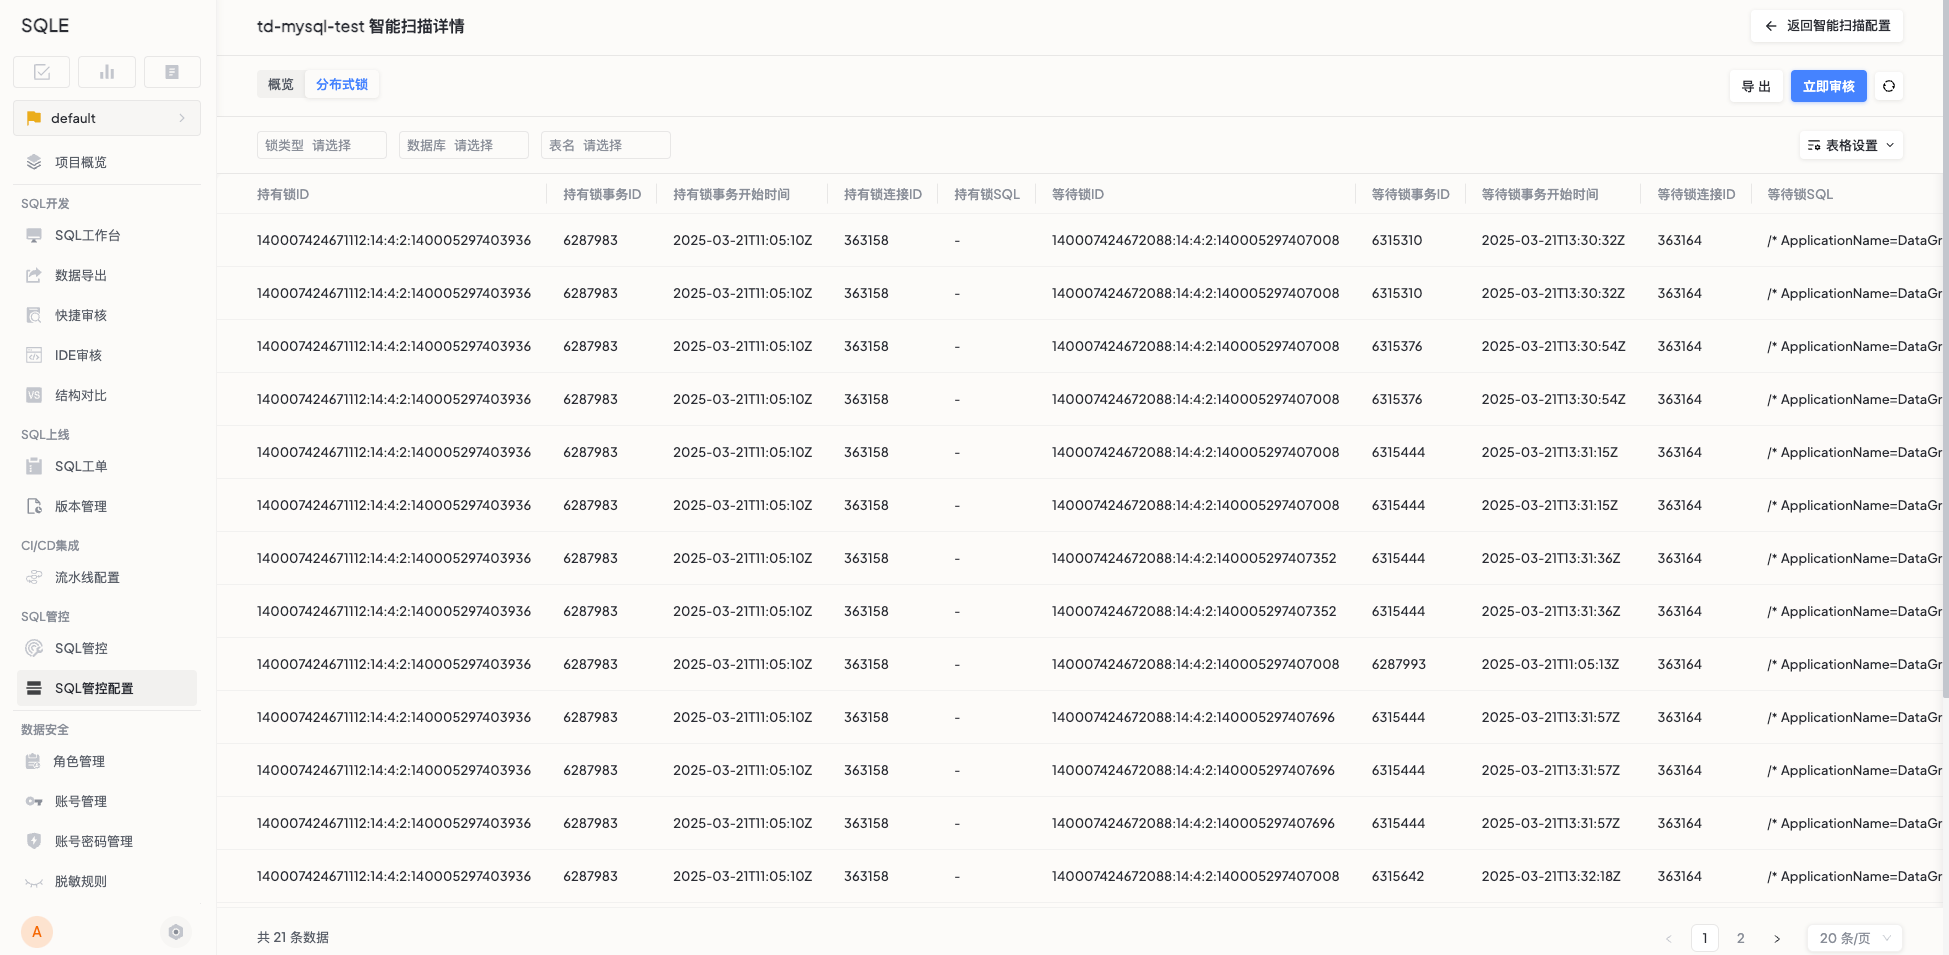 SQLE
td-mysql-test 智能扫描详情
返回智能扫描配置
default
项目概览
SQL开发
SQL工作台
数据导出
快捷审核
IDE审核
结构对比
SQL上线
SQL工单
版本管理
CI/CD集成
流水线配置
SQL管控
SQL管控
SQL管控配置
数据安全
角色管理
账号管理
账号密码管理
脱敏规则
A
概览 分布式锁
导 出 立即审核
锁类型 请选择 数据库 请选择 表名 请选择
表格设置
持有锁ID 持有锁事务ID 持有锁事务开始时间 持有锁连接ID 持有锁SQL 等待锁ID 等待锁事务ID 等待锁事务开始时间 等待锁连接ID 等待锁SQL
140007424671112:14:4:2:140005297403936 6287983 2025-03-21T11:05:10Z 363158 - 140007424672088:14:4:2:140005297407008 6315310 2025-03-21T13:30:32Z 363164 /* ApplicationName=DataGr
140007424671112:14:4:2:140005297403936 6287983 2025-03-21T11:05:10Z 363158 - 140007424672088:14:4:2:140005297407008 6315310 2025-03-21T13:30:32Z 363164 /* ApplicationName=DataGr
140007424671112:14:4:2:140005297403936 6287983 2025-03-21T11:05:10Z 363158 - 140007424672088:14:4:2:140005297407008 6315376 2025-03-21T13:30:54Z 363164 /* ApplicationName=DataGr
140007424671112:14:4:2:140005297403936 6287983 2025-03-21T11:05:10Z 363158 - 140007424672088:14:4:2:140005297407008 6315376 2025-03-21T13:30:54Z 363164 /* ApplicationName=DataGr
140007424671112:14:4:2:140005297403936 6287983 2025-03-21T11:05:10Z 363158 - 140007424672088:14:4:2:140005297407008 6315444 2025-03-21T13:31:15Z 363164 /* ApplicationName=DataGr
140007424671112:14:4:2:140005297403936 6287983 2025-03-21T11:05:10Z 363158 - 140007424672088:14:4:2:140005297407008 6315444 2025-03-21T13:31:15Z 363164 /* ApplicationName=DataGr
140007424671112:14:4:2:140005297403936 6287983 2025-03-21T11:05:10Z 363158 - 140007424672088:14:4:2:140005297407352 6315444 2025-03-21T13:31:36Z 363164 /* ApplicationName=DataGr
140007424671112:14:4:2:140005297403936 6287983 2025-03-21T11:05:10Z 363158 - 140007424672088:14:4:2:140005297407352 6315444 2025-03-21T13:31:36Z 363164 /* ApplicationName=DataGr
140007424671112:14:4:2:140005297403936 6287983 2025-03-21T11:05:10Z 363158 - 140007424672088:14:4:2:140005297407008 6287993 2025-03-21T11:05:13Z 363164 /* ApplicationName=DataGr
140007424671112:14:4:2:140005297403936 6287983 2025-03-21T11:05:10Z 363158 - 140007424672088:14:4:2:140005297407696 6315444 2025-03-21T13:31:57Z 363164 /* ApplicationName=DataGr
140007424671112:14:4:2:140005297403936 6287983 2025-03-21T11:05:10Z 363158 - 140007424672088:14:4:2:140005297407696 6315444 2025-03-21T13:31:57Z 363164 /* ApplicationName=DataGr
140007424671112:14:4:2:140005297403936 6287983 2025-03-21T11:05:10Z 363158 - 140007424672088:14:4:2:140005297407696 6315444 2025-03-21T13:31:57Z 363164 /* ApplicationName=DataGr
140007424671112:14:4:2:140005297403936 6287983 2025-03-21T11:05:10Z 363158 - 140007424672088:14:4:2:140005297407008 6315642 2025-03-21T13:32:18Z 363164 /* ApplicationName=DataGr
共 21 条数据
< 1 2 > 20 条/页